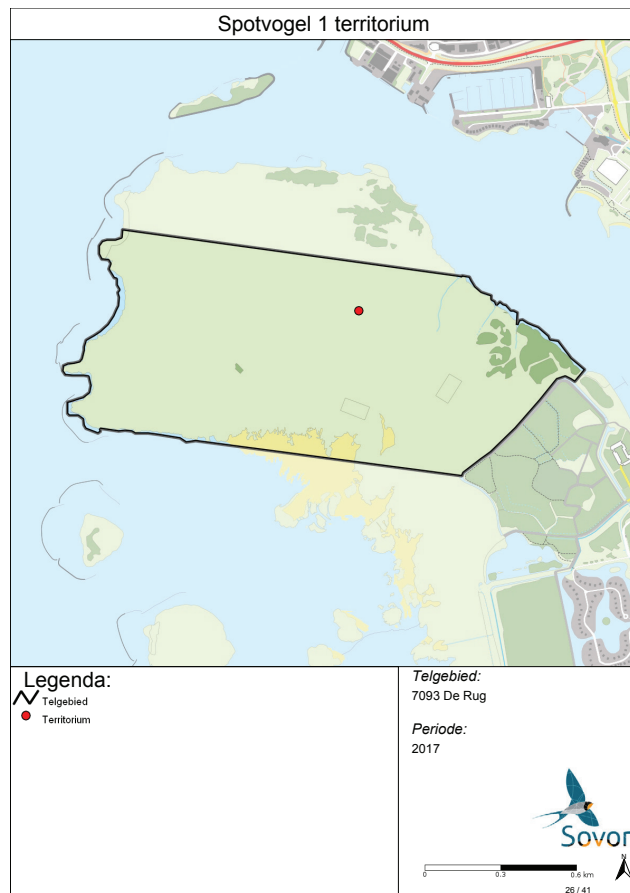 Spotvogel 1 territorium
Legenda:
Telgebied
Territorium
Telgebied:
7093 De Rug
Periode:
2017
Sovon
N
0 0.3 0.6 km
26 / 41